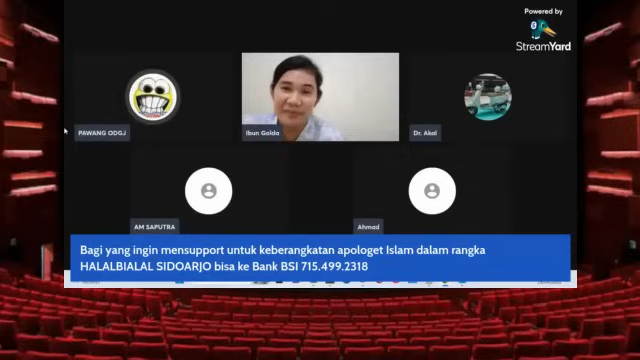 Powered by
StreamYard
PAWANG ODGJ
Ibun Golda
Dr. Akal
AM SAPUTRA
Ahmad
Bagi yang ingin mensupport untuk keberangkatan apologet Islam dalam rangka
HALALBIALAL SIDOARJO bisa ke Bank BSI 715.499.2318